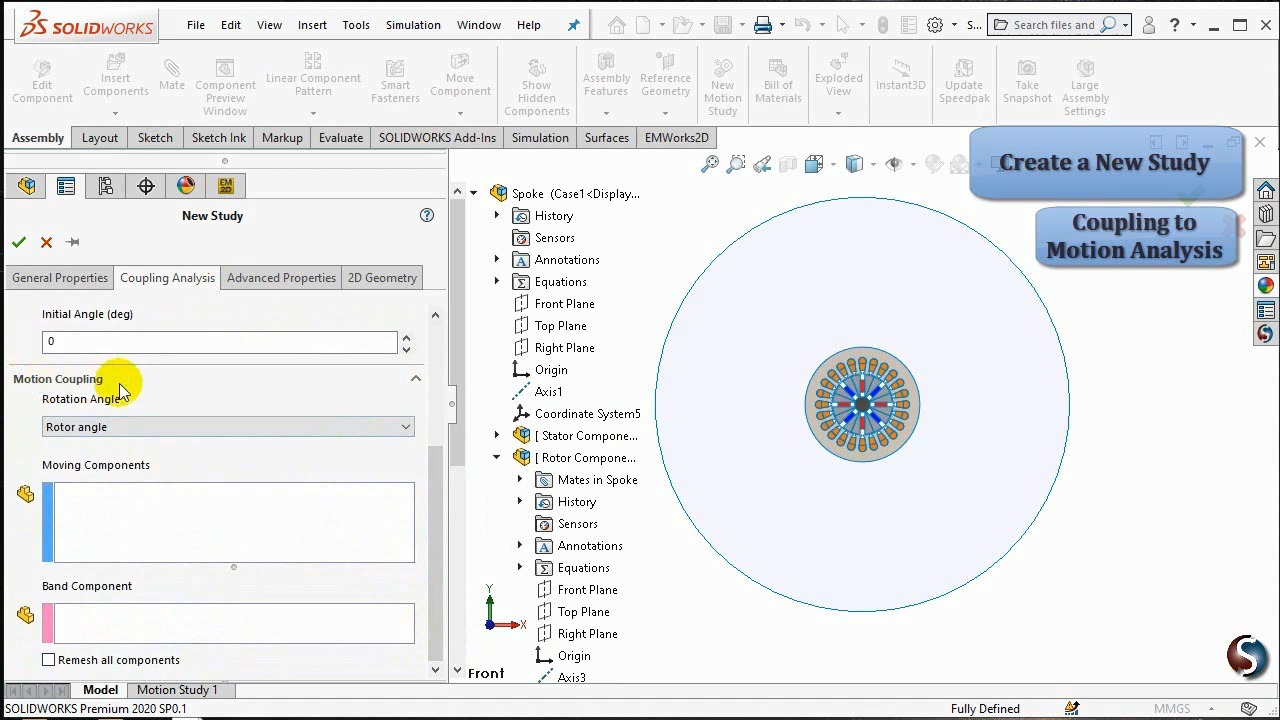 SOLIDWORKS
File Edit View Insert Tools Simulation Window Help
S...
Search files and
Edit Component
Insert Components
Mate
Component Preview Window
Linear Component Pattern
Smart Fasteners
Move Component
Show Hidden Components
Assembly Features
Reference Geometry
New Motion Study
Bill of Materials
Exploded View
Instant3D
Update Speedpak
Take Snapshot
Large Assembly Settings
Assembly Layout Sketch Sketch Ink Markup Evaluate SOLIDWORKS Add-Ins Simulation Surfaces EMWorks2D
Create a New Study
Coupling to
Motion Analysis
EM 2D
New Study
General Properties Coupling Analysis Advanced Properties 2D Geometry
Initial Angle (deg)
0
Motion Coupling
Rotation Angle
Rotor angle
Moving Components
Band Component
Remesh all components
Spoke (Case1<Display...
History
Sensors
Annotations
Equations
Front Plane
Top Plane
Right Plane
Origin
Axis1
Coordinate System5
[ Stator Compone...
[ Rotor Compone...
Mates in Spoke
History
Sensors
Annotations
Equations
Front Plane
Top Plane
Right Plane
Origin
Axis3
Y
X
Front
Model Motion Study 1
SOLIDWORKS Premium 2020 SP0.1
Fully Defined
MMGS